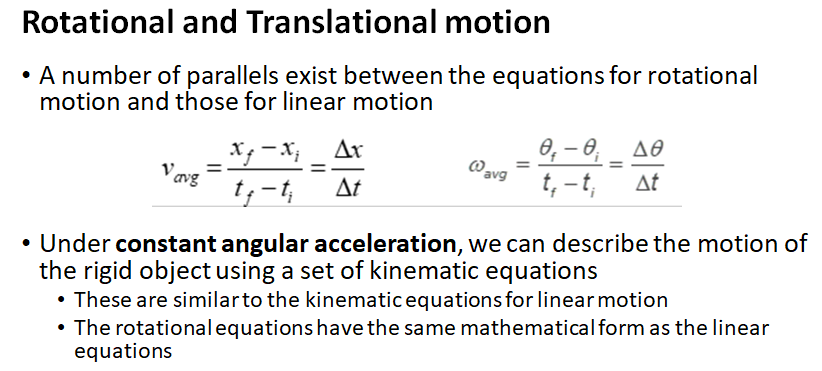 Rotational and Translational motion
• A number of parallels exist between the equations for rotational
motion and those for linear motion
v_avg = (x_f − x_i)/(t_f − t_i) = Δx/Δt    ω_avg = (θ_f − θ_i)/(t_f − t_i) = Δθ/Δt
• Under constant angular acceleration, we can describe the motion of
the rigid object using a set of kinematic equations
• These are similar to the kinematic equations for linear motion
• The rotational equations have the same mathematical form as the linear
equations